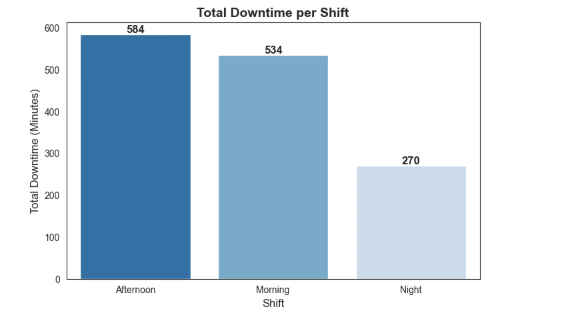 Total Downtime per Shift
584
534
270
600
500
400
300
200
100
0
Total Downtime (Minutes)
Afternoon
Morning
Night
Shift